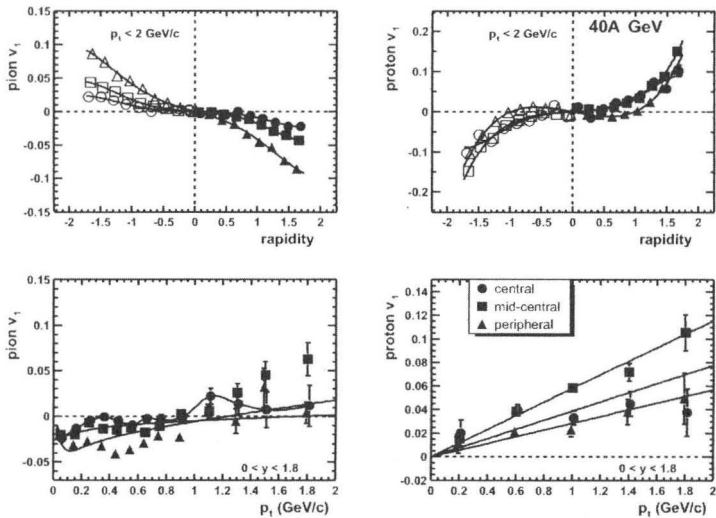 0.15
0.1
0.05
0
-0.05
-0.1
-0.15
pion v1
pt < 2 GeV/c
-2 -1.5 -1 -0.5 0 0.5 1 1.5 2
rapidity
0.2
0.1
0
-0.1
-0.2
proton v1
pt < 2 GeV/c
40A GeV
-2 -1.5 -1 -0.5 0 0.5 1 1.5 2
rapidity
0.15
0.1
0.05
0
-0.05
pion v1
0 < y < 1.8
0 0.2 0.4 0.6 0.8 1 1.2 1.4 1.6 1.8 2
pt (GeV/c)
0.14
0.12
0.1
0.08
0.06
0.04
0.02
0
-0.02
proton v1
central
mid-central
peripheral
0 < y < 1.8
0 0.2 0.4 0.6 0.8 1 1.2 1.4 1.6 1.8 2
pt (GeV/c)